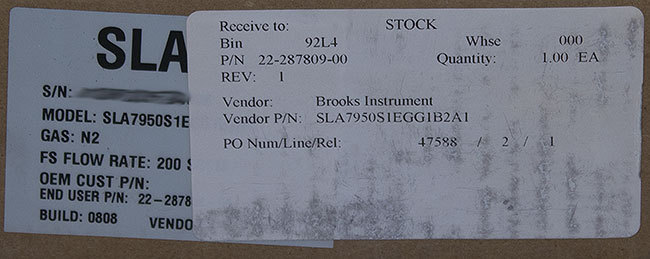 SLA
S/N:
MODEL: SLA7950S1E
GAS: N2
FS FLOW RATE: 200
OEM CUST P/N:
END USER P/N: 22-2878
BUILD: 0808 VENDO
Receive to: STOCK
Bin 92L4 Whse 000
P/N 22-287809-00 Quantity: 1.00 EA
REV: 1
Vendor: Brooks Instrument
Vendor P/N: SLA7950S1EGG1B2A1
PO Num/Line/Rel: 47588 / 2 / 1